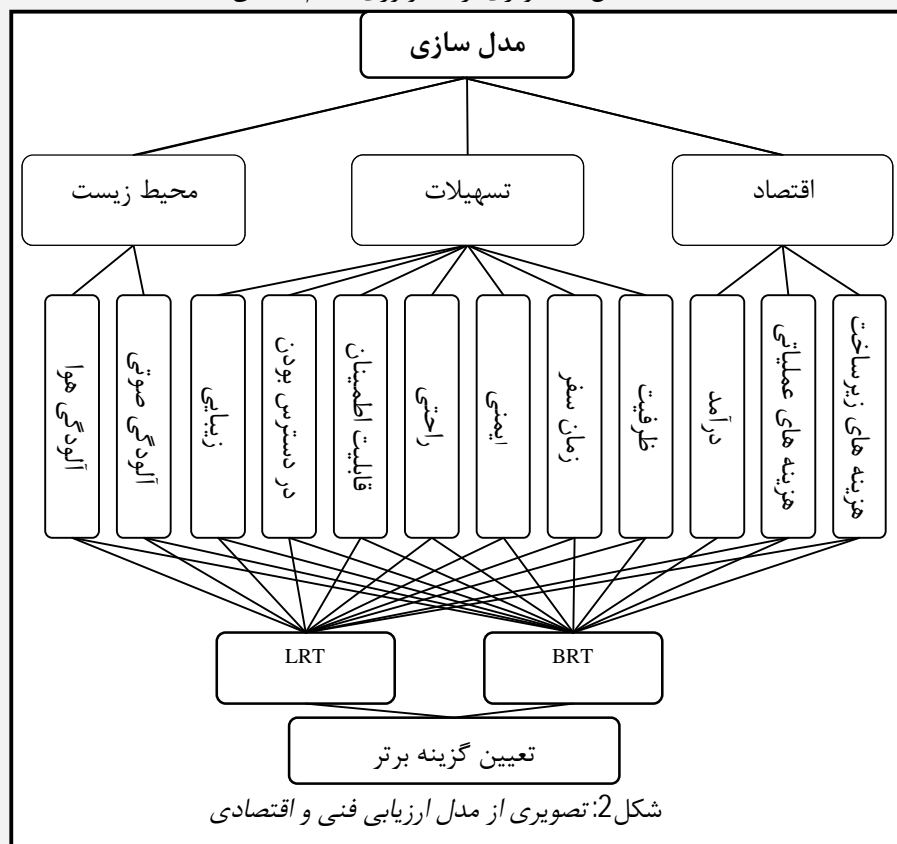 مدل سازی
اقتصاد
تسهیلات
محیط زیست
هزینه های زیرساخت
هزینه های عملیاتی
درآمد
ظرفیت
زمان سفر
ایمنی
راحتی
قابلیت اطمینان
در دسترس بودن
زیبایی
آلودگی صوتی
آلودگی هوا
BRT
LRT
تعیین گزینه برتر
شکل2: تصویری از مدل ارزیابی فنی و اقتصادی